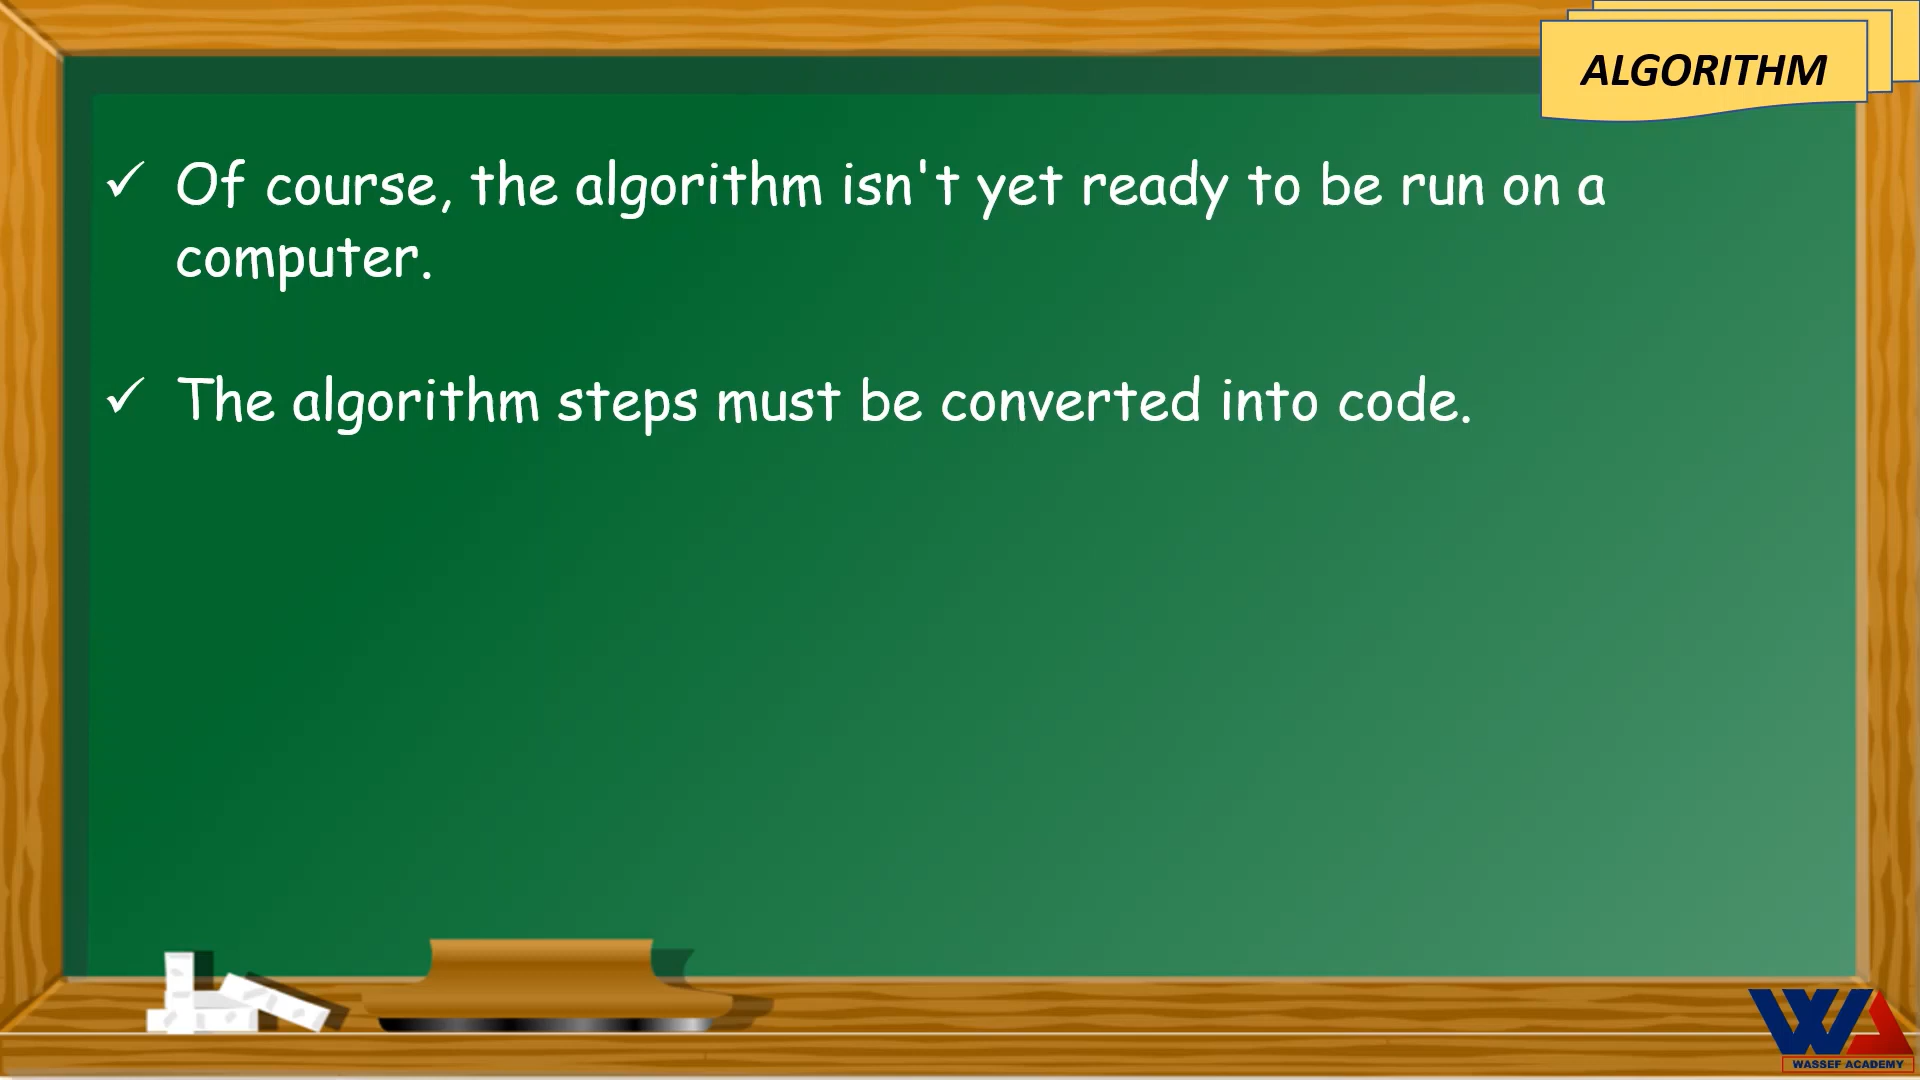 ALGORITHM
✓ Of course, the algorithm isn't yet ready to be run on a
computer.
✓ The algorithm steps must be converted into code.
WA
WASSEF ACADEMY